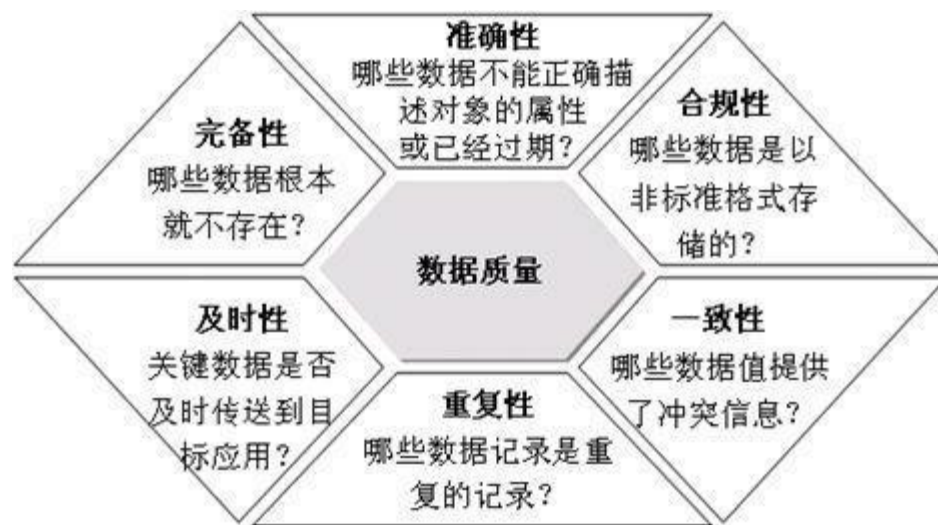 准确性
哪些数据不能正确描
述对象的属性
或已经过期?
合规性
哪些数据是以
非标准格式存
储的?
完备性
哪些数据根本
就不存在?
数据质量
及时性
关键数据是否
及时传送到目
标应用?
重复性
哪些数据记录是重
复的记录?
一致性
哪些数据值提供
了冲突信息?